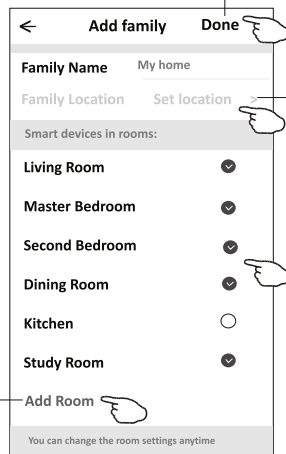 Add family Done
Family Name My home
Family Location Set location >
Smart devices in rooms:
Living Room
Master Bedroom
Second Bedroom
Dining Room
Kitchen
Study Room
Add Room
You can change the room settings anytime